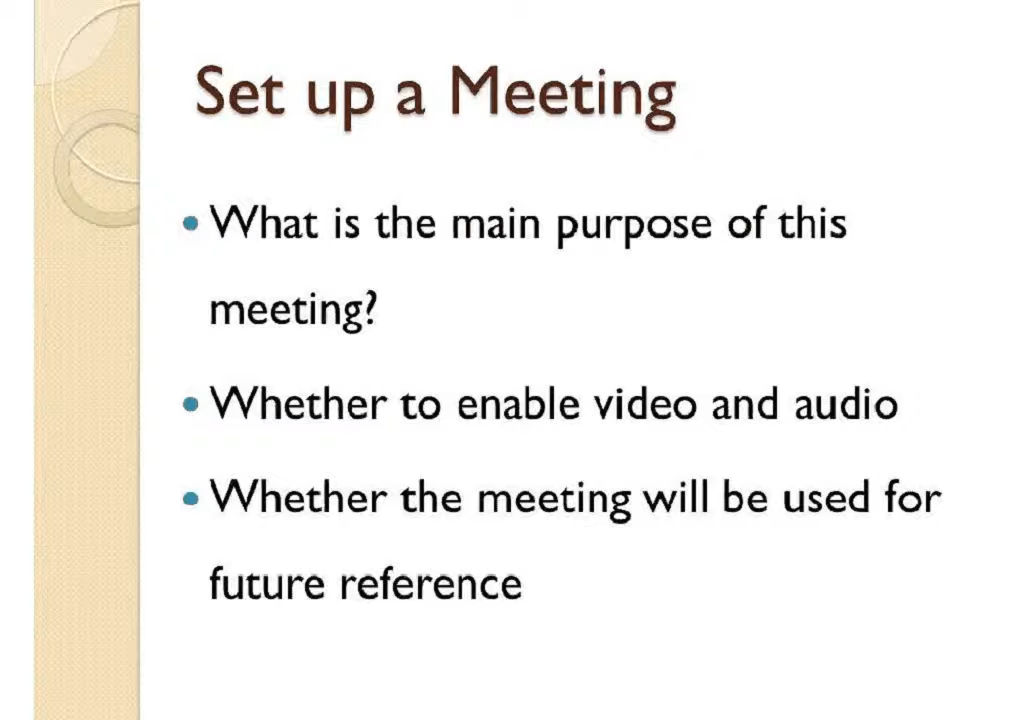 Set up a Meeting
• What is the main purpose of this
meeting?
• Whether to enable video and audio
• Whether the meeting will be used for
future reference